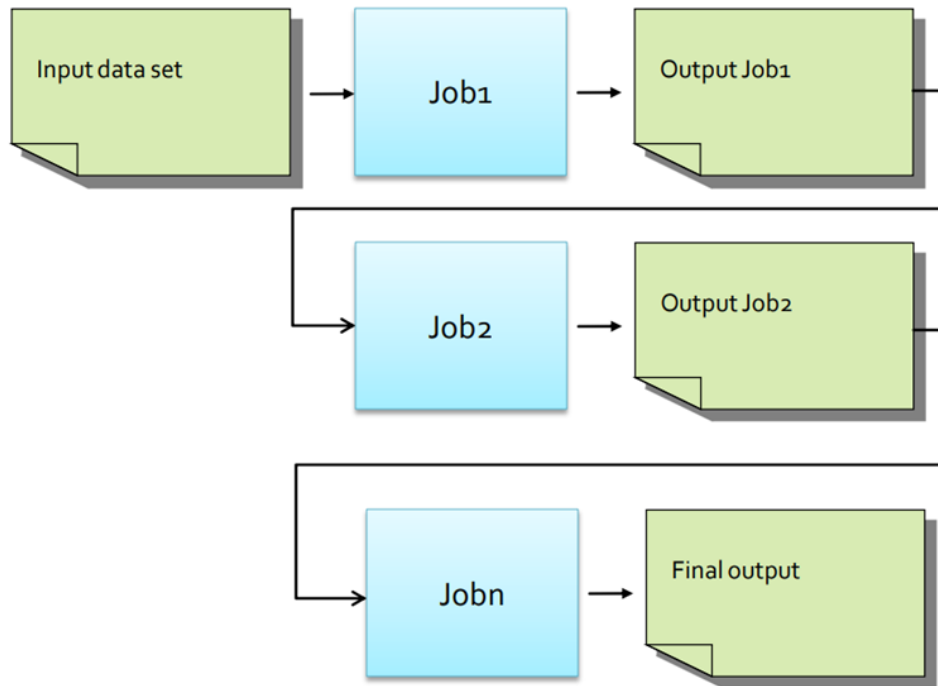 Input data set
Job1
Output Job1
Job2
Output Job2
Jobn
Final output